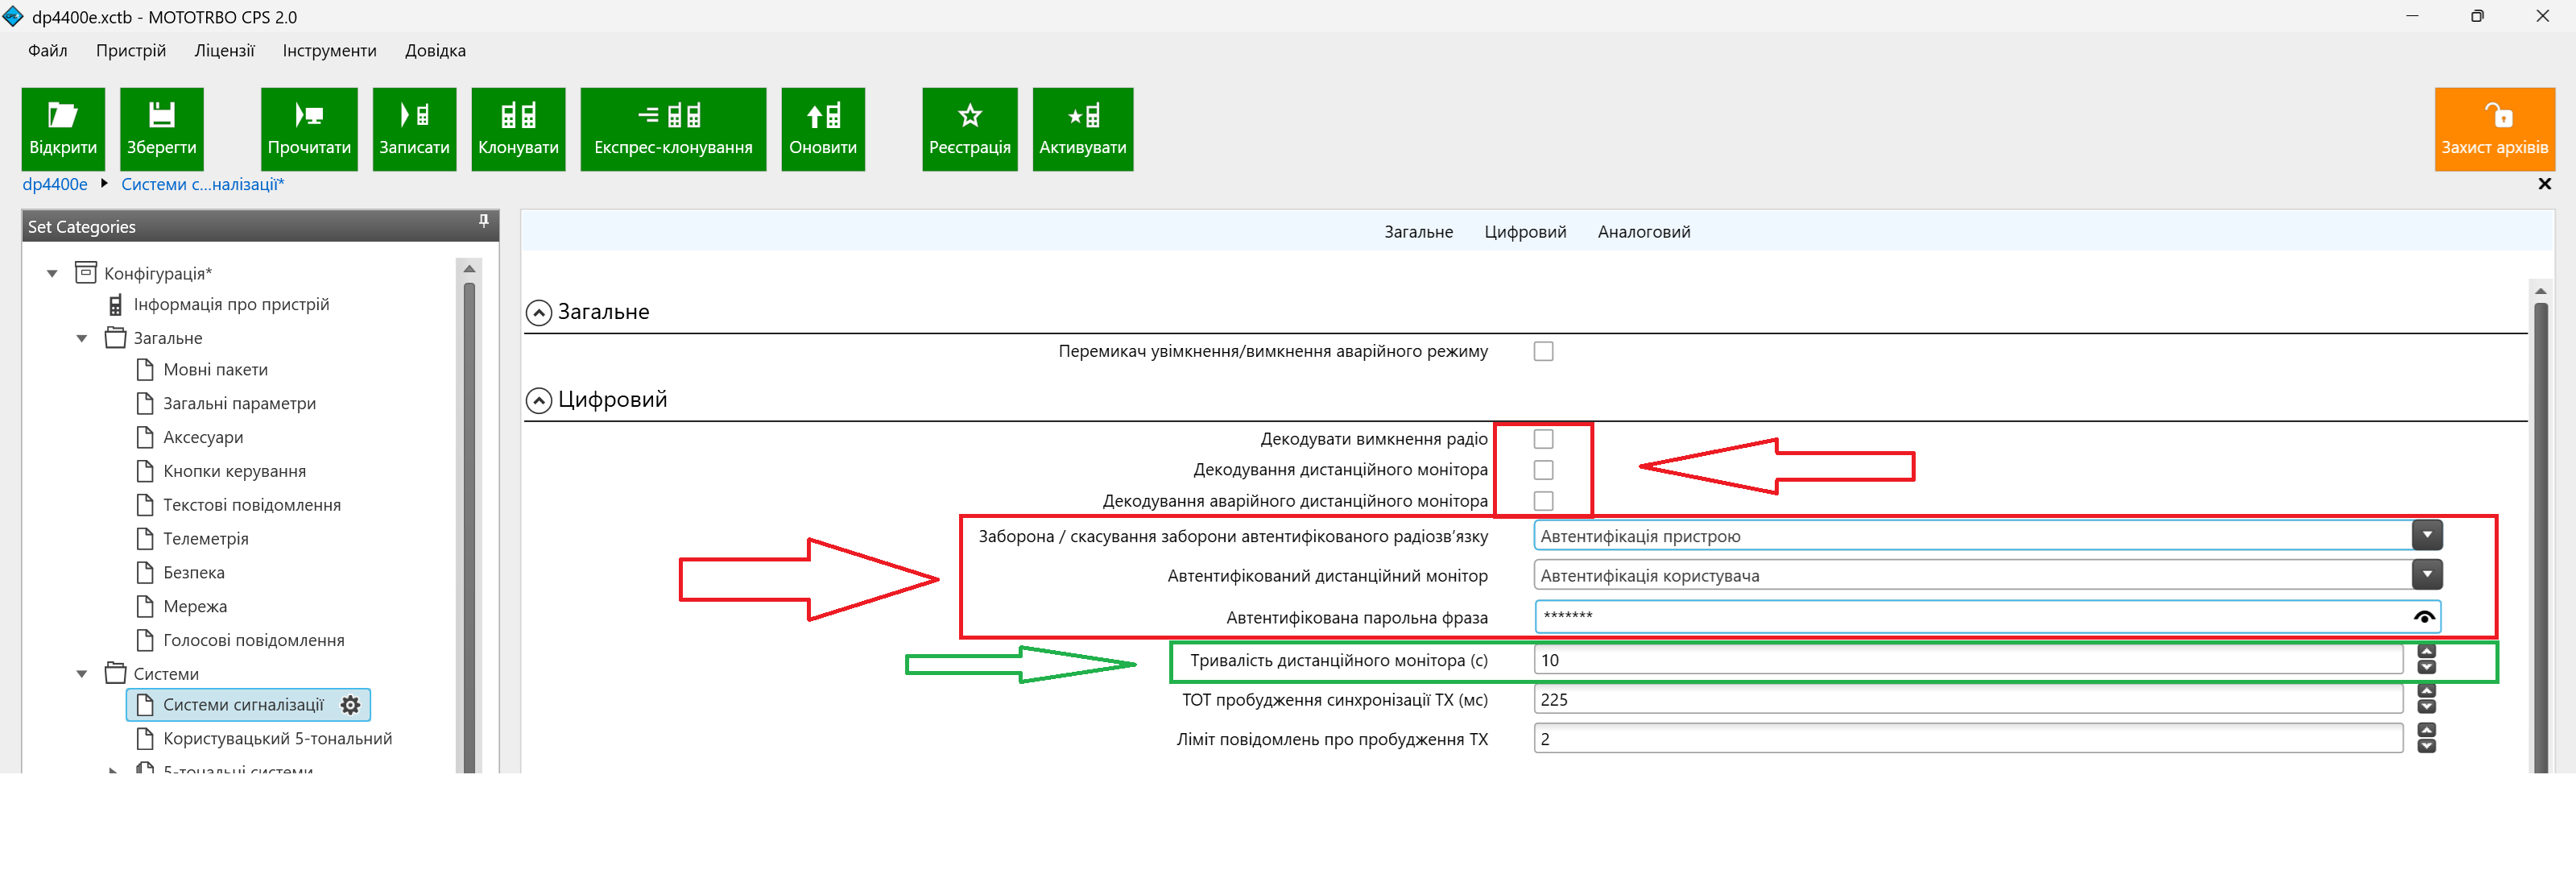 dp4400e.xctb - MOTOTRBO CPS 2.0
Файл Пристрій Ліцензії Інструменти Довідка
Відкрити Зберегти Прочитати Записати Клонувати Експрес-клонування Оновити Реєстрація Активувати Захист архівів
dp4400e Системи с...налізації*
Set Categories
Конфігурація*
Інформація про пристрій
Загальне
Мовні пакети
Загальні параметри
Аксесуари
Кнопки керування
Текстові повідомлення
Телеметрія
Безпека
Мережа
Голосові повідомлення
Системи
Системи сигналізації
Користувацький 5-тональний
5-тональні системи
Загальне Цифровий Аналоговий
Загальне
Перемикач увімкнення/вимкнення аварійного режиму
Цифровий
Декодувати вимкнення радіо
Декодування дистанційного монітора
Декодування аварійного дистанційного монітора
Заборона / скасування заборони автентифікованого радіозв’язку Автентифікація пристрою
Автентифікований дистанційний монітор Автентифікація користувача
Автентифікована парольна фраза *******
Тривалість дистанційного монітора (с) 10
ТОТ пробудження синхронізації TX (мс) 225
Ліміт повідомлень про пробудження TX 2